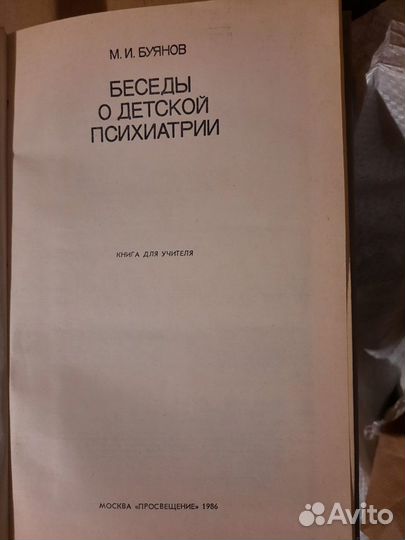 М. И. БУЯНОВ
БЕСЕДЫ
О ДЕТСКОЙ
ПСИХИАТРИИ
КНИГА ДЛЯ УЧИТЕЛЯ
МОСКВА «ПРОСВЕЩЕНИЕ» 1986
Avito